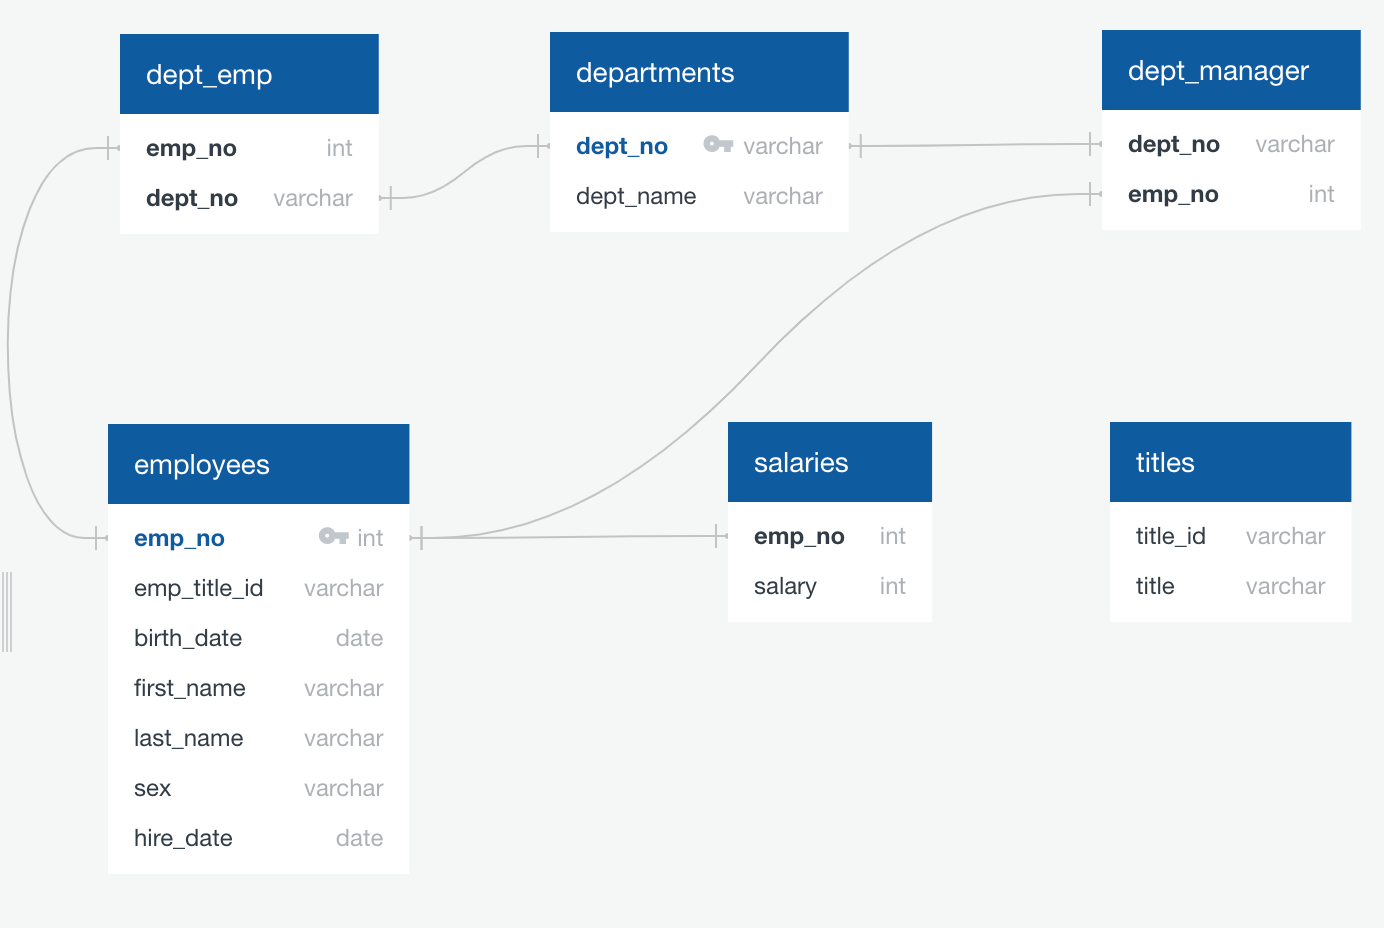 dept_emp
emp_no int
dept_no varchar
departments
dept_no varchar
dept_name varchar
dept_manager
dept_no varchar
emp_no int
employees
emp_no int
emp_title_id varchar
birth_date date
first_name varchar
last_name varchar
sex varchar
hire_date date
salaries
emp_no int
salary int
titles
title_id varchar
title varchar